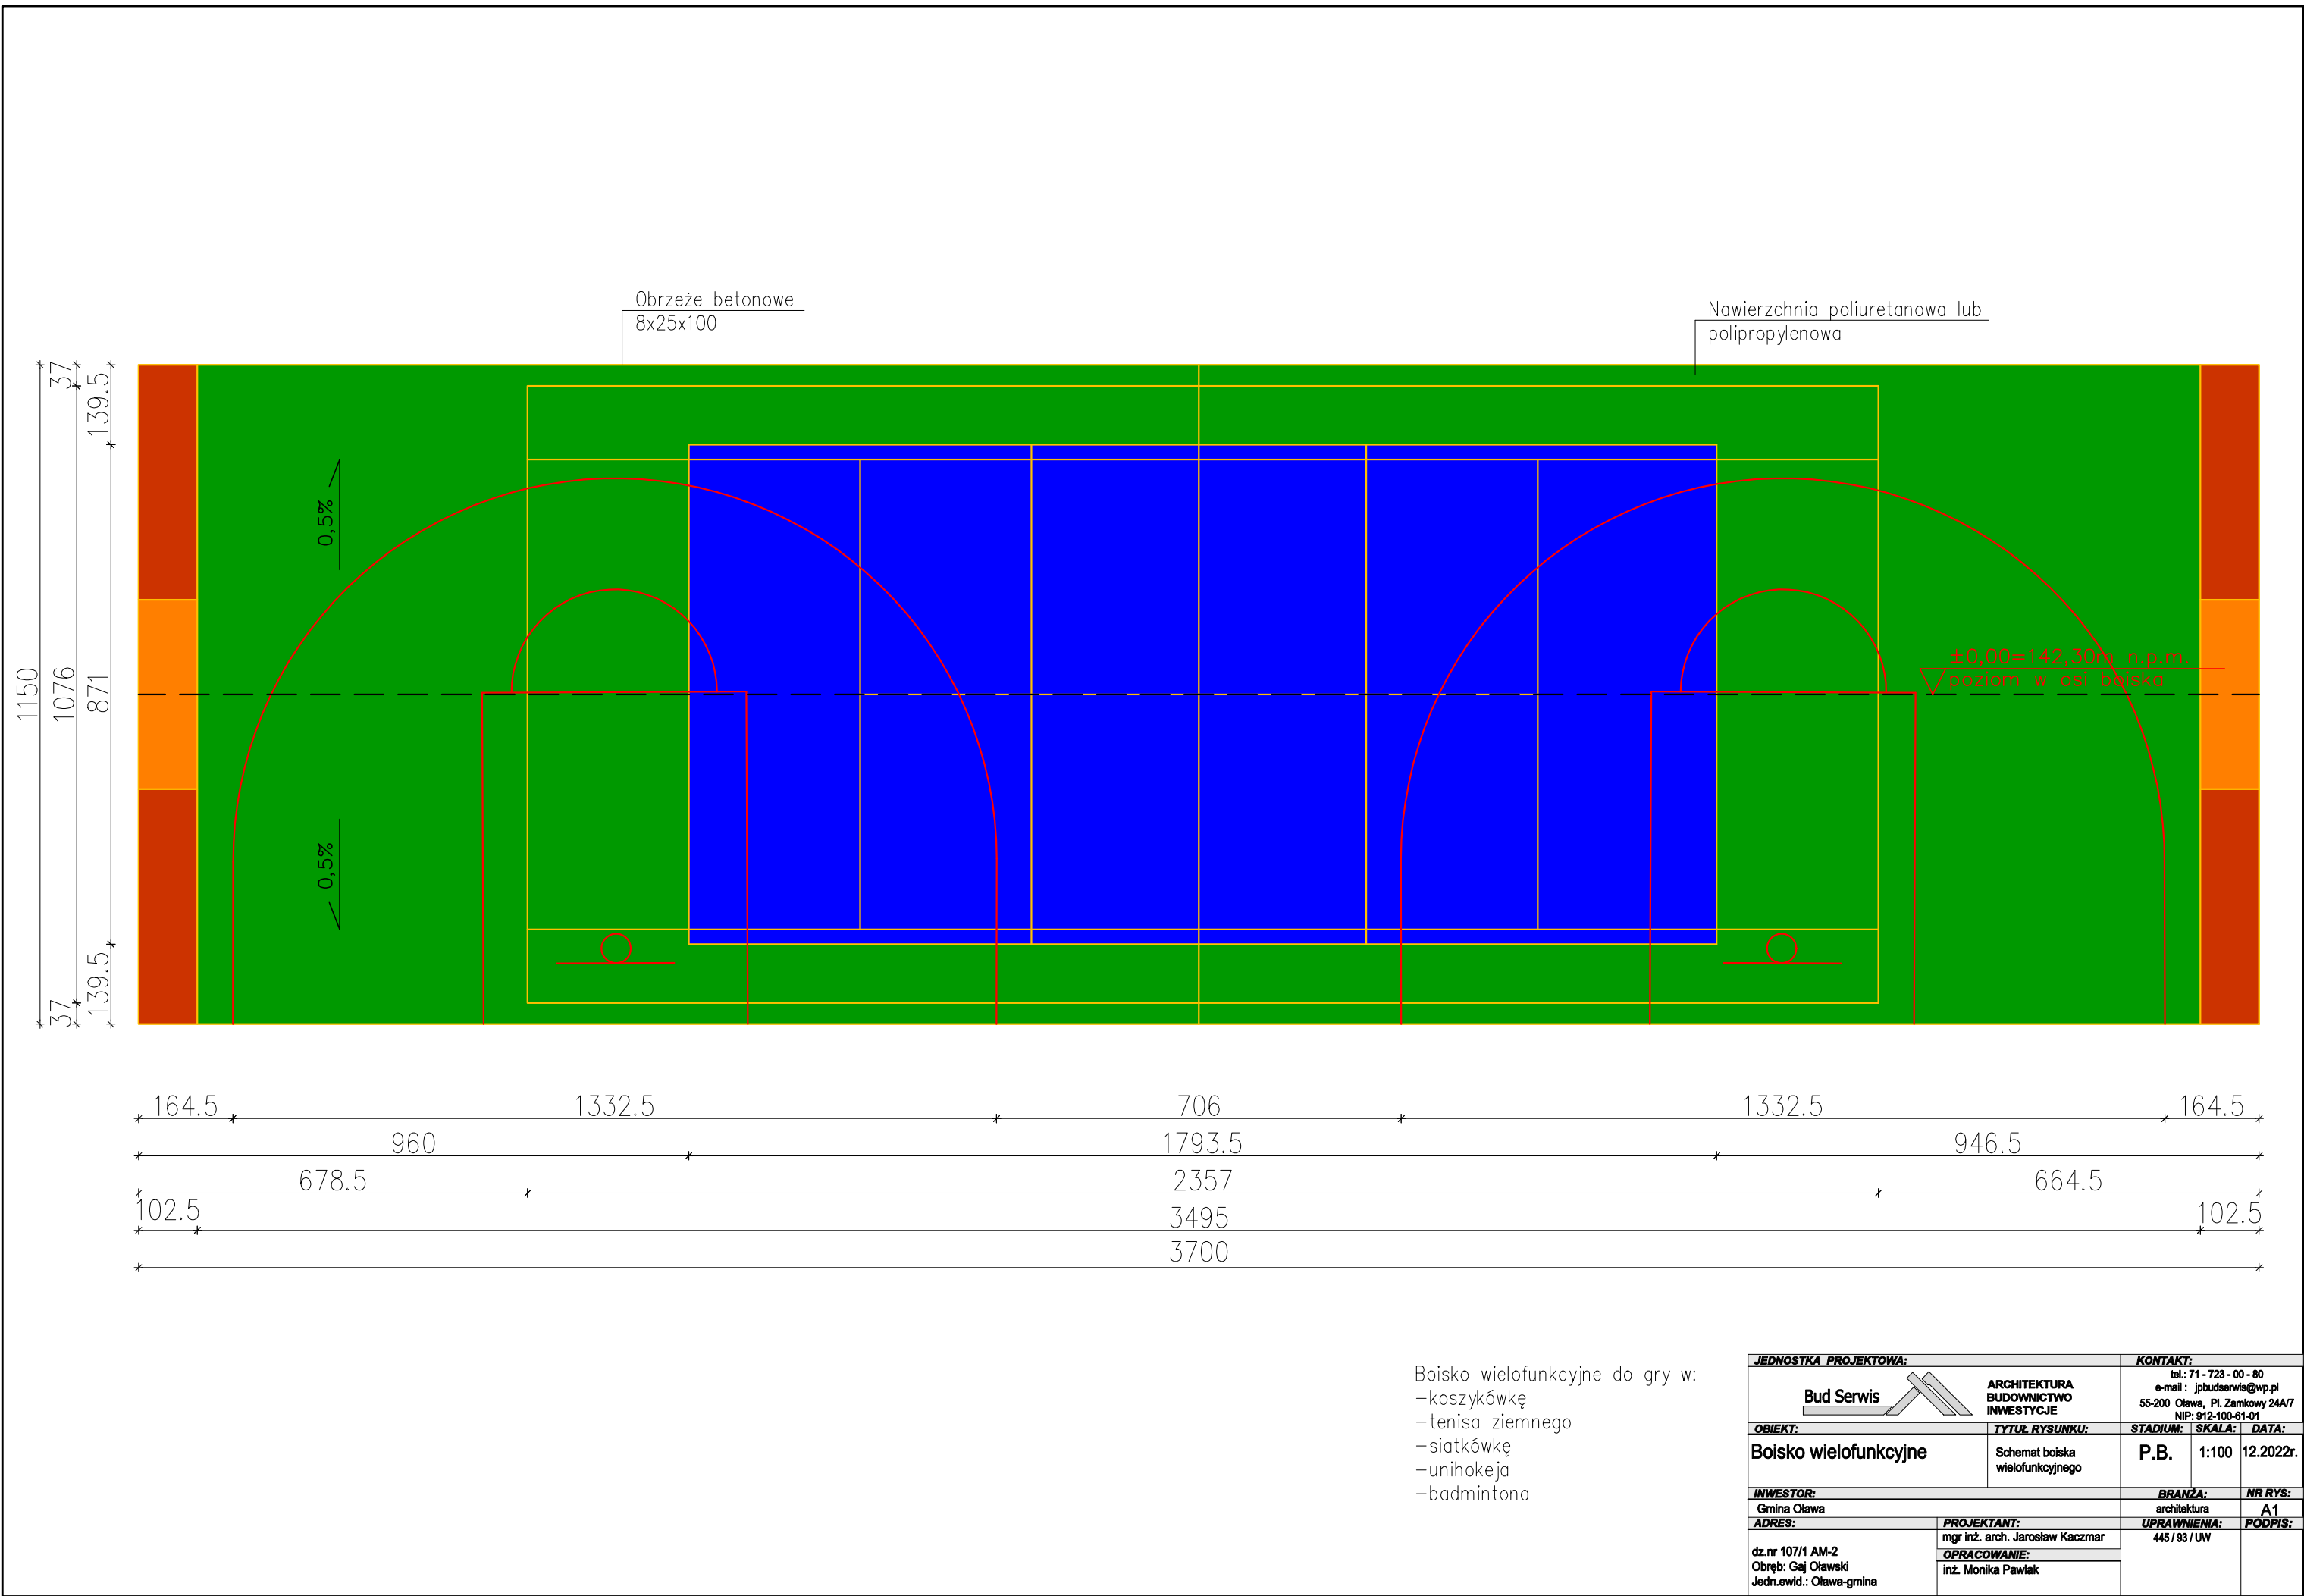 Obrzeże betonowe
8x25x100
Nawierzchnia poliuretanowa lub
polipropylenowa
37
139.5
1150
1076
871
139.5
37
0,5%
0,5%
±0,00=142,30m n.p.m.
poziom w osi boiska
164.5 1332.5 706 1332.5 164.5
960 1793.5 946.5
678.5 2357 664.5
102.5 3495 102.5
3700
Boisko wielofunkcyjne do gry w:
-koszykówkę
-tenisa ziemnego
-siatkówkę
-unihokeja
-badmintona
JEDNOSTKA PROJEKTOWA:
Bud Serwis
ARCHITEKTURA
BUDOWNICTWO
INWESTYCJE
KONTAKT:
tel.: 71 - 723 - 00 - 80
e-mail : jpbudserwis@wp.pl
55-200 Oława, Pl. Zamkowy 24A/7
NIP: 912-100-61-01
OBIEKT: TYTUŁ RYSUNKU: STADIUM: SKALA: DATA:
Boisko wielofunkcyjne
Schemat boiska
wielofunkcyjnego
P.B. 1:100 12.2022r.
INWESTOR: BRANŻA: NR RYS:
Gmina Oława architektura A1
ADRES: PROJEKTANT: UPRAWNIENIA: PODPIS:
mgr inż. arch. Jarosław Kaczmar 445 / 93 / UW
dz.nr 107/1 AM-2
Obręb: Gaj Oławski
Jedn.ewid.: Oława-gmina
OPRACOWANIE:
inż. Monika Pawlak